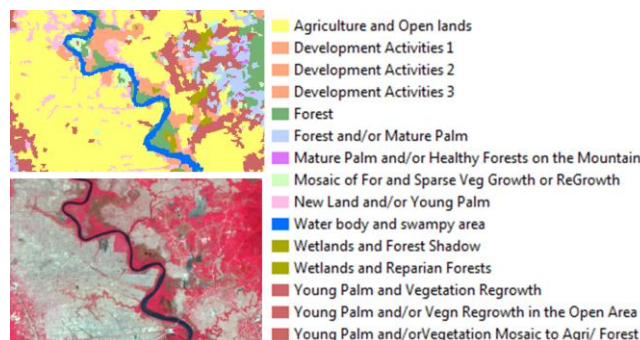 Agriculture and Open lands
Development Activities 1
Development Activities 2
Development Activities 3
Forest
Forest and/or Mature Palm
Mature Palm and/or Healthy Forests on the Mountain
Mosaic of For and Sparse Veg Growth or ReGrowth
New Land and/or Young Palm
Water body and swampy area
Wetlands and Forest Shadow
Wetlands and Reparian Forests
Young Palm and Vegetation Regrowth
Young Palm and/or Vegn Regrowth in the Open Area
Young Palm and/orVegetation Mosaic to Agri/ Forest